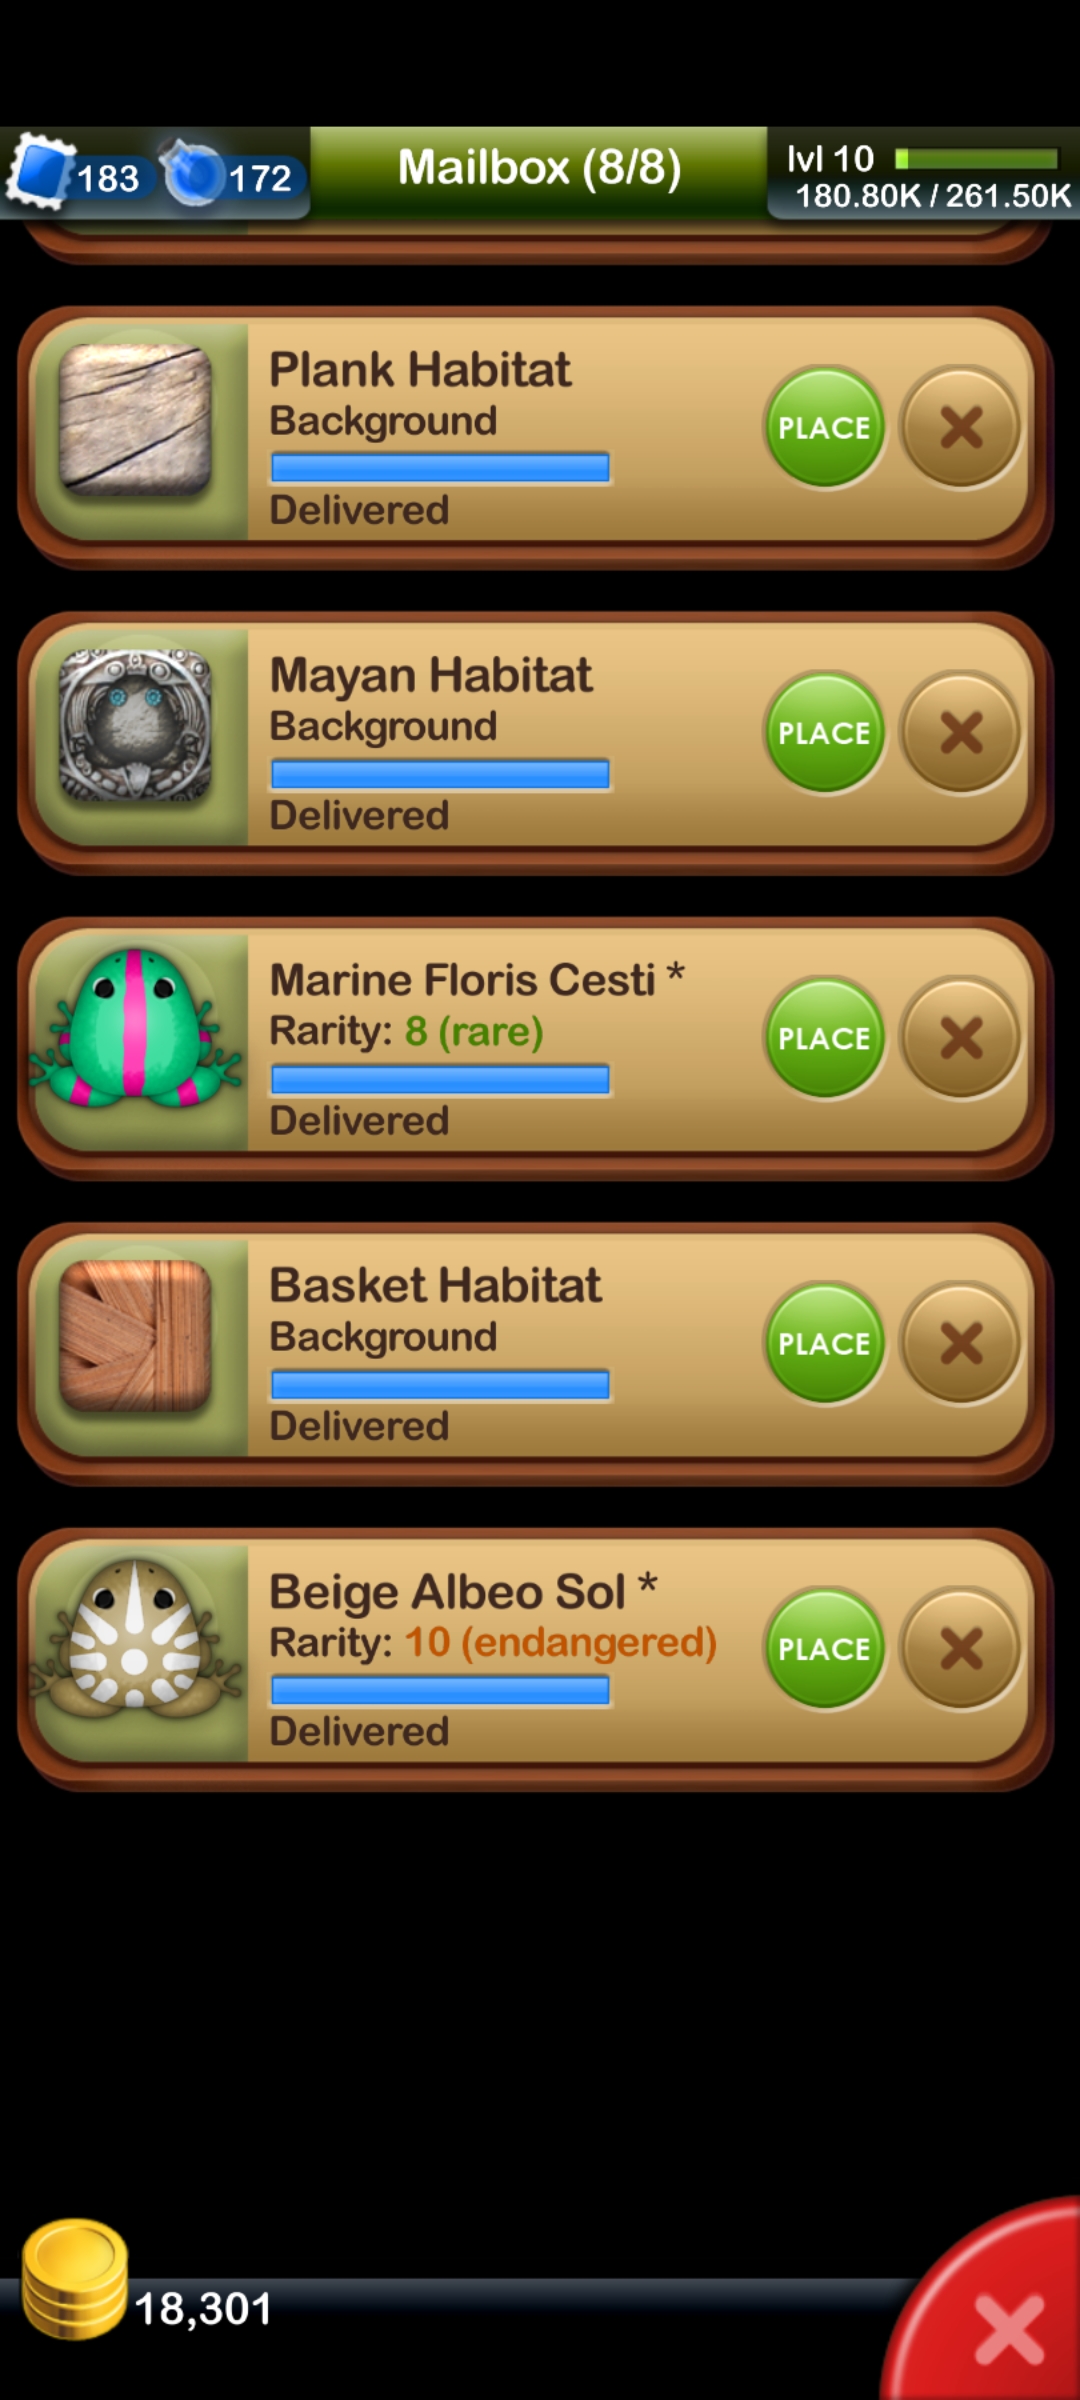 183 172 Mailbox (8/8) lvl 10
180.80K / 261.50K
Plank Habitat
Background
PLACE
Delivered
Mayan Habitat
Background
PLACE
Delivered
Marine Floris Cesti *
Rarity: 8 (rare)
PLACE
Delivered
Basket Habitat
Background
PLACE
Delivered
Beige Albeo Sol *
Rarity: 10 (endangered)
PLACE
Delivered
18,301